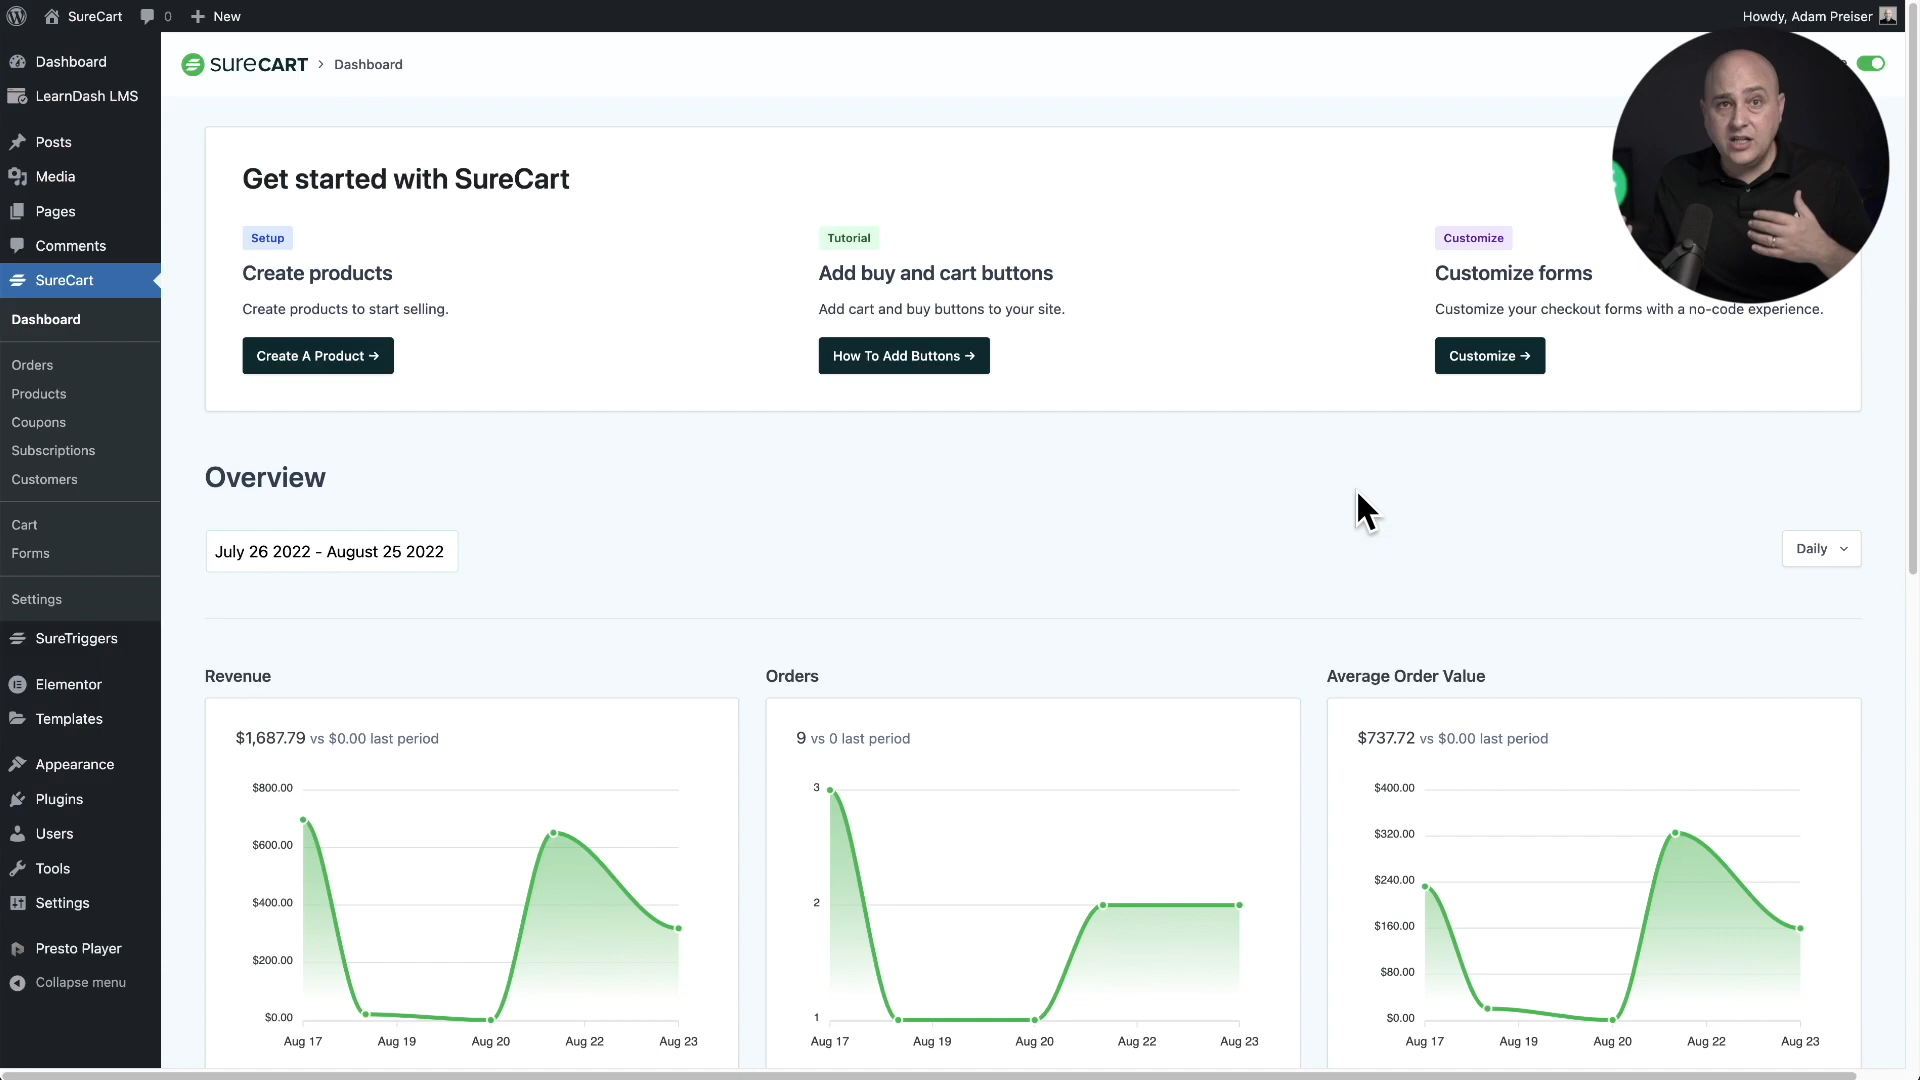 SureCart
0
New
Howdy, Adam Preiser
Dashboard
LearnDash LMS
Posts
Media
Pages
Comments
SureCart
Dashboard
Orders
Products
Coupons
Subscriptions
Customers
Cart
Forms
Settings
SureTriggers
Elementor
Templates
Appearance
Plugins
Users
Tools
Settings
Presto Player
Collapse menu
SURECART > Dashboard
Get started with SureCart
Setup
Create products
Create products to start selling.
Create A Product →
Tutorial
Add buy and cart buttons
Add cart and buy buttons to your site.
How To Add Buttons →
Customize
Customize forms
Customize your checkout forms with a no-code experience.
Customize →
Overview
July 26 2022 - August 25 2022
Daily
Revenue
$1,687.79 vs $0.00 last period
$800.00
$600.00
$400.00
$200.00
$0.00
Aug 17 Aug 19 Aug 20 Aug 22 Aug 23
Orders
9 vs 0 last period
3
2
1
Aug 17 Aug 19 Aug 20 Aug 22 Aug 23
Average Order Value
$737.72 vs $0.00 last period
$400.00
$320.00
$240.00
$160.00
$80.00
$0.00
Aug 17 Aug 19 Aug 20 Aug 22 Aug 23